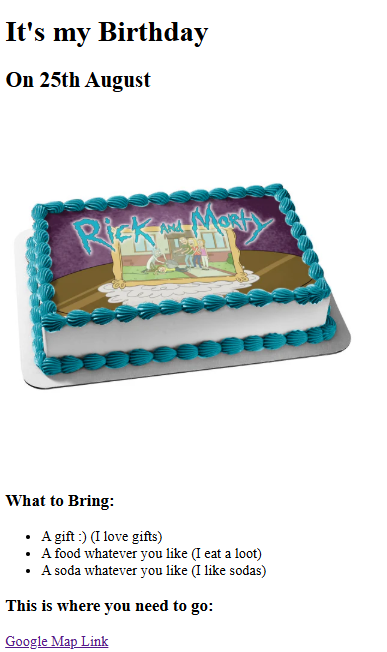 It's my Birthday
On 25th August
Rick and Morty
What to Bring:
A gift :) (I love gifts)
A food whatever you like (I eat a loot)
A soda whatever you like (I like sodas)
This is where you need to go:
Google Map Link